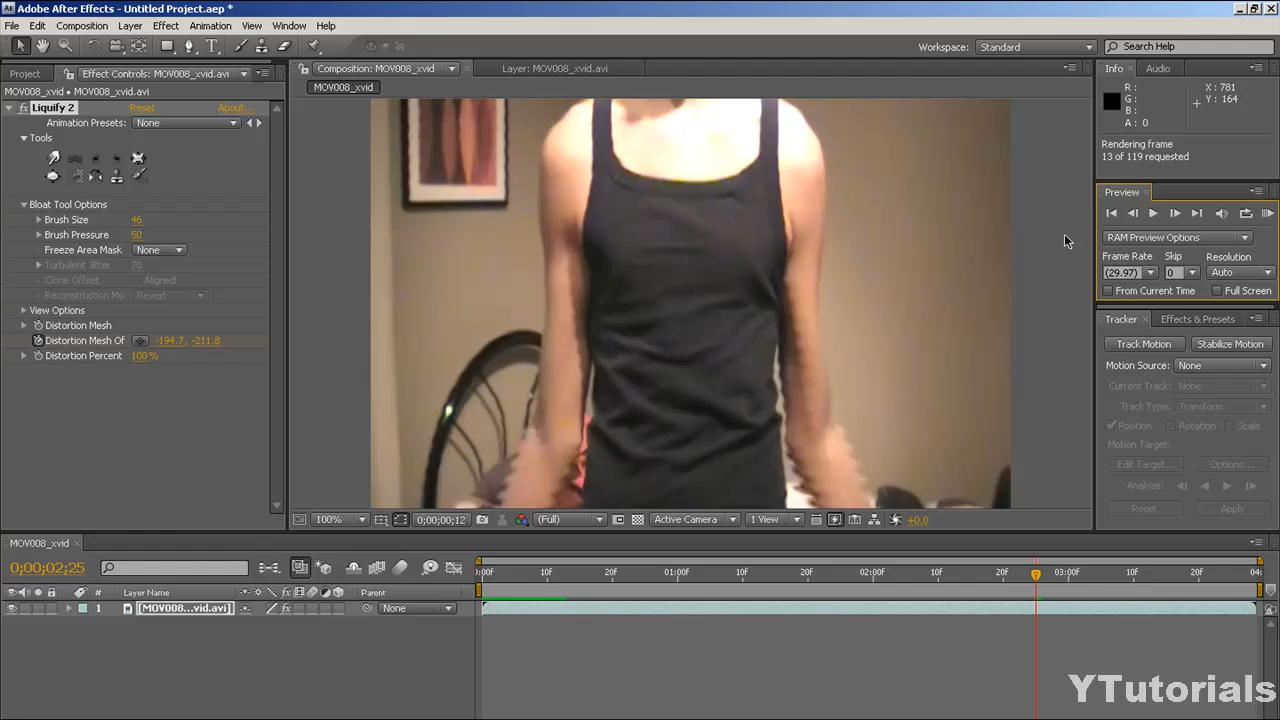 Adobe After Effects - Untitled Project.aep *
File Edit Composition Layer Effect Animation View Window Help
Workspace: Standard Search Help
Project Effect Controls: MOV008_xvid.avi
MOV008_xvid • MOV008_xvid.avi
Liquify 2 Reset About...
Animation Presets: None
Tools
Bloat Tool Options
Brush Size 46
Brush Pressure 50
Freeze Area Mask None
Turbulent Jitter 70
Clone Offset Aligned
Reconstruction Mo Revert
View Options
Distortion Mesh
Distortion Mesh Of -194.7, -211.8
Distortion Percent 100 %
Composition: MOV008_xvid Layer: MOV008_xvid.avi
MOV008_xvid
100% 0;00;00;12 (Full) Active Camera 1 View +0.0
Info Audio
R: X: 781
G: Y: 164
B:
A: 0
Rendering frame
13 of 119 requested
Preview
RAM Preview Options
Frame Rate Skip Resolution
(29.97) 0 Auto
From Current Time Full Screen
Tracker Effects & Presets
Track Motion Stabilize Motion
Motion Source: None
Current Track: None
Track Type: Transform
Position Rotation Scale
Motion Target:
Edit Target... Options...
Analyze:
Reset Apply
MOV008_xvid
0;00;02;25
:00F 10F 20F 01:00F 10F 20F 02:00F 10F 20F 03:00F 10F 20F 04:
# Layer Name Parent
1 [MOV008...vid.avi] None
YTutorials